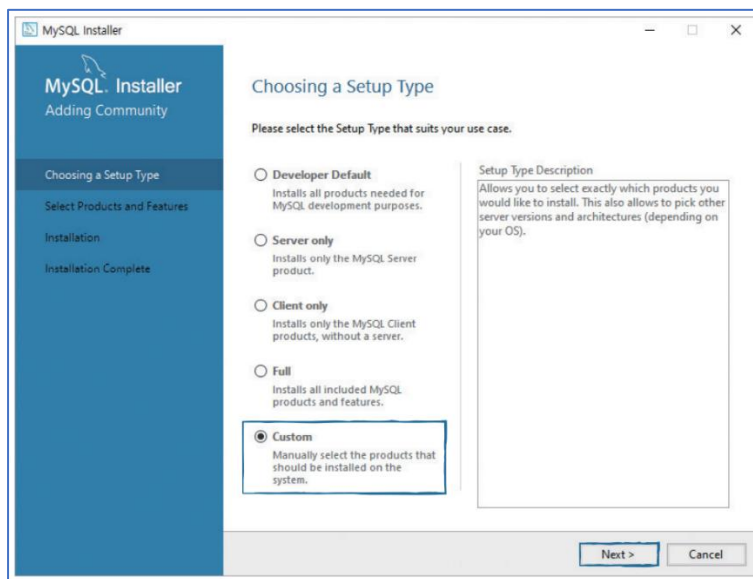 MySQL Installer
MySQL. Installer
Adding Community
Choosing a Setup Type
Select Products and Features
Installation
Installation Complete
Choosing a Setup Type
Please select the Setup Type that suits your use case.
Developer Default
Installs all products needed for
MySQL development purposes.
Server only
Installs only the MySQL Server
product.
Client only
Installs only the MySQL Client
products, without a server.
Full
Installs all included MySQL
products and features.
Custom
Manually select the products that
should be installed on the
system.
Setup Type Description
Allows you to select exactly which products you
would like to install. This also allows to pick other
server versions and architectures (depending on
your OS).
Next >
Cancel